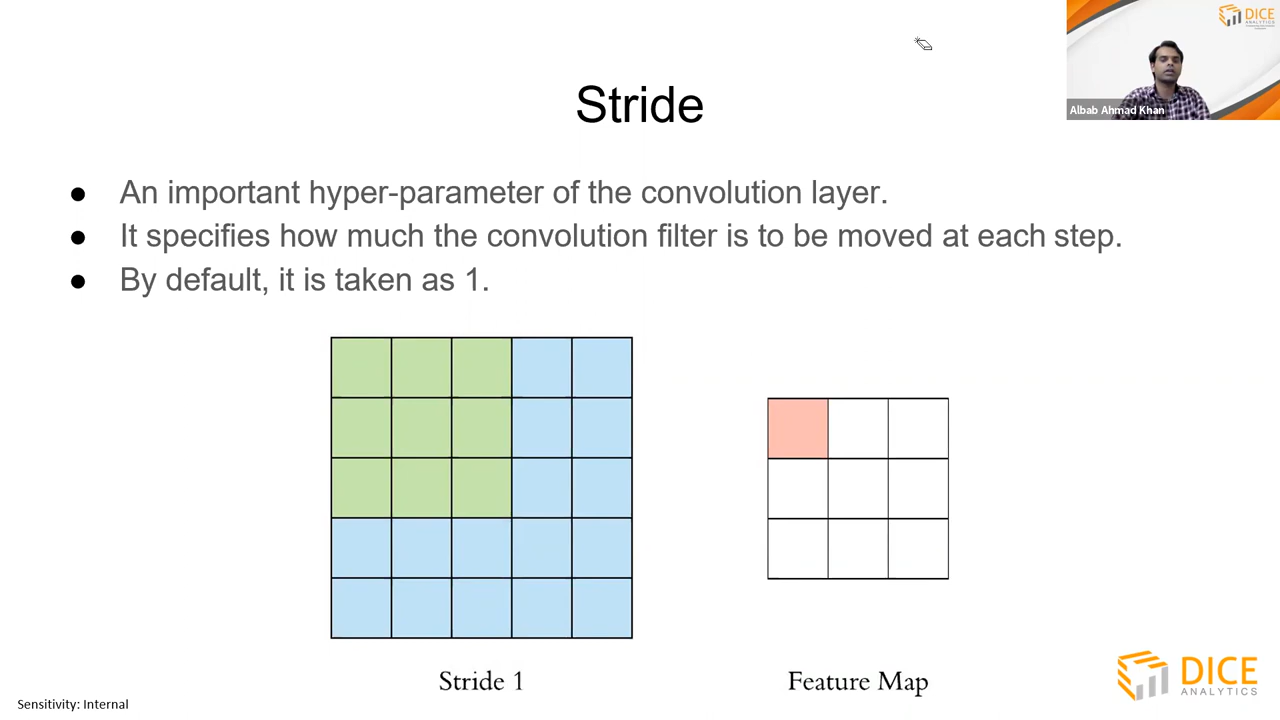 DICE
ANALYTICS
Albab Ahmad Khan
Stride
● An important hyper-parameter of the convolution layer.
● It specifies how much the convolution filter is to be moved at each step.
● By default, it is taken as 1.
Stride 1
Feature Map
DICE
ANALYTICS
Sensitivity: Internal